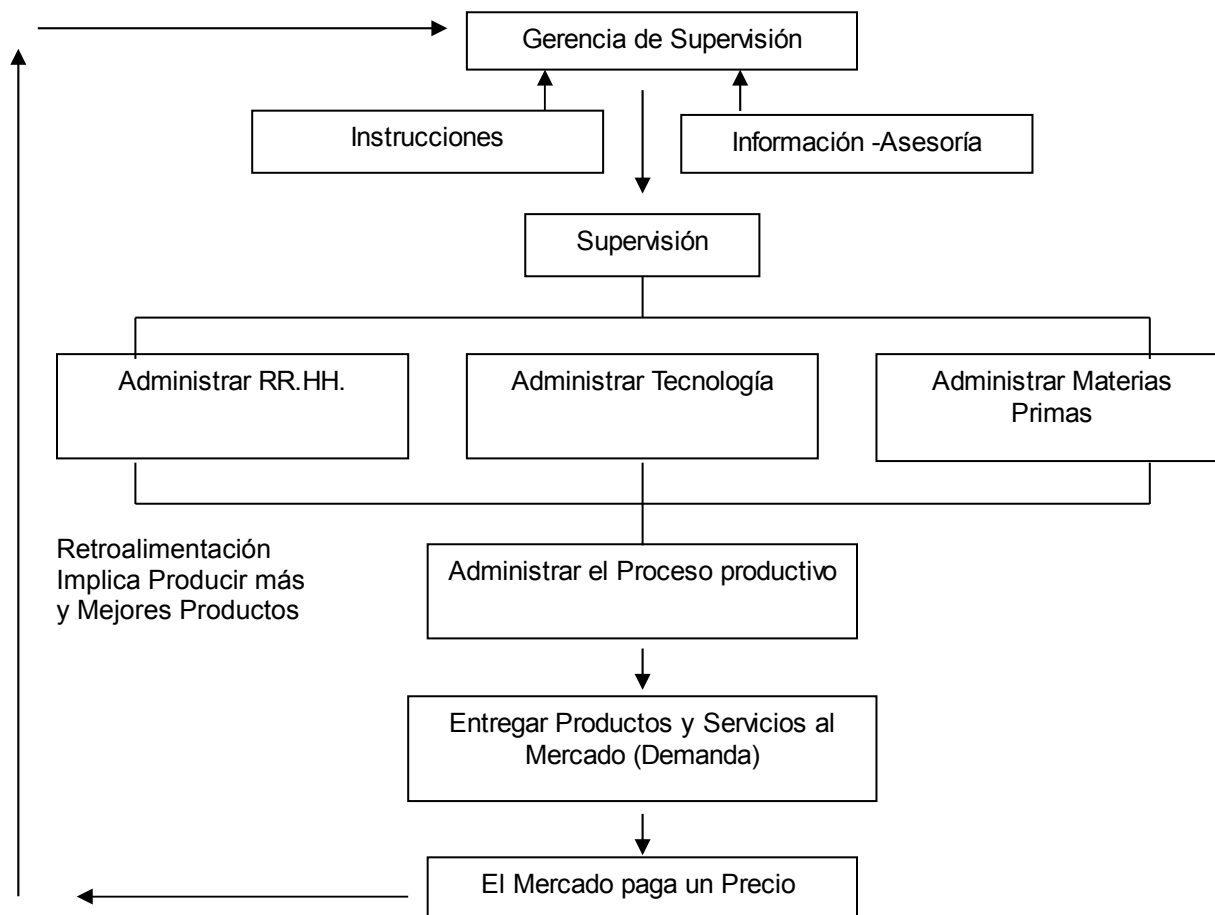 Gerencia de Supervisión
Instrucciones
Información -Asesoría
Supervisión
Administrar RR.HH.
Administrar Tecnología
Administrar Materias
Primas
Retroalimentación
Implica Producir más
y Mejores Productos
Administrar el Proceso productivo
Entregar Productos y Servicios al
Mercado (Demanda)
El Mercado paga un Precio